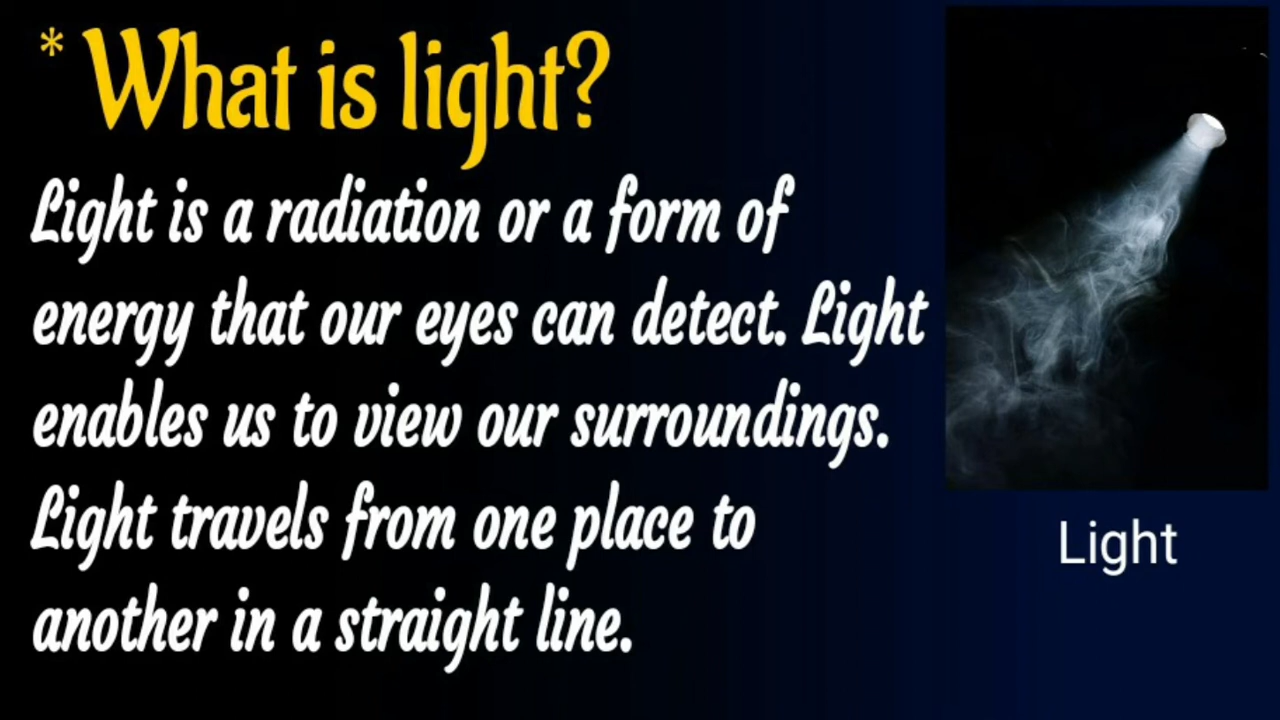 * What is light?
Light is a radiation or a form of
energy that our eyes can detect. Light
enables us to view our surroundings.
Light travels from one place to
another in a straight line.
Light